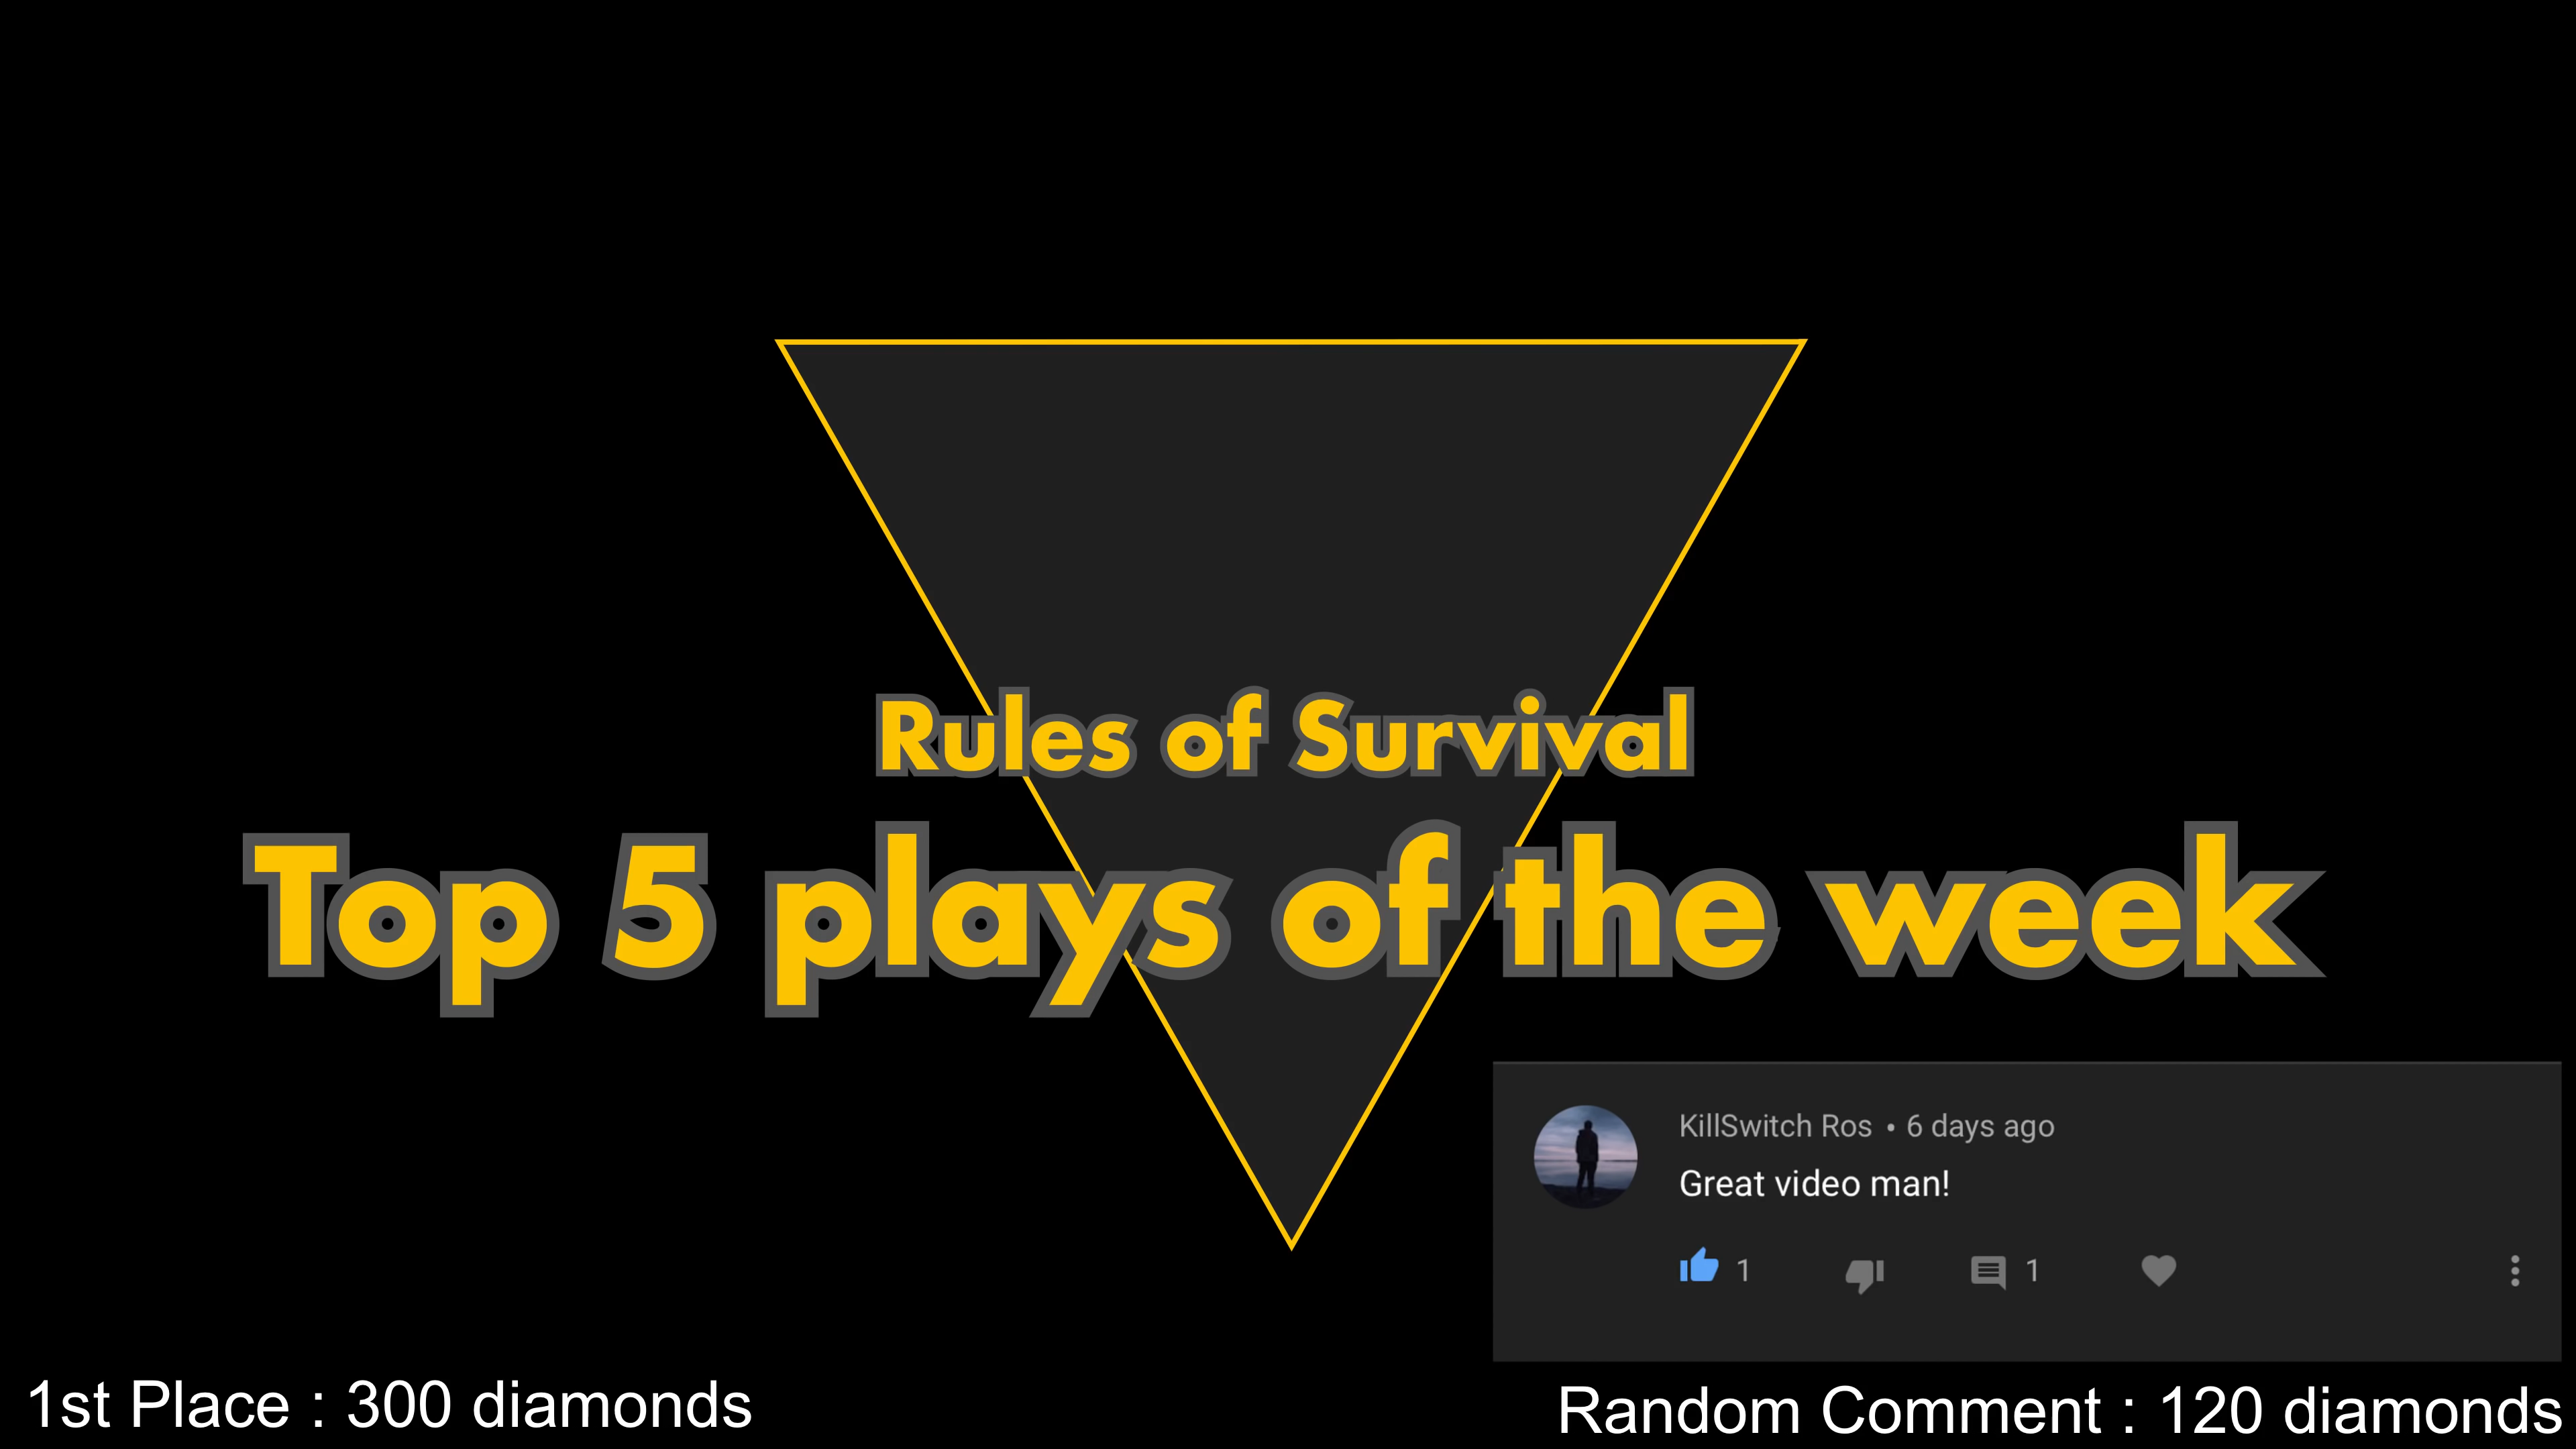 Rules of Survival
Top 5 plays of the week
KillSwitch Ros • 6 days ago
Great video man!
1 1
1st Place : 300 diamonds
Random Comment : 120 diamonds